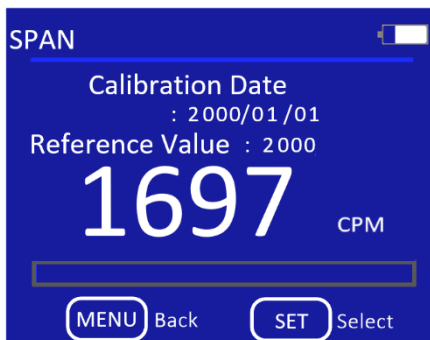 SPAN
Calibration Date
: 2000/01/01
Reference Value : 2000
1697 CPM
MENU Back SET Select